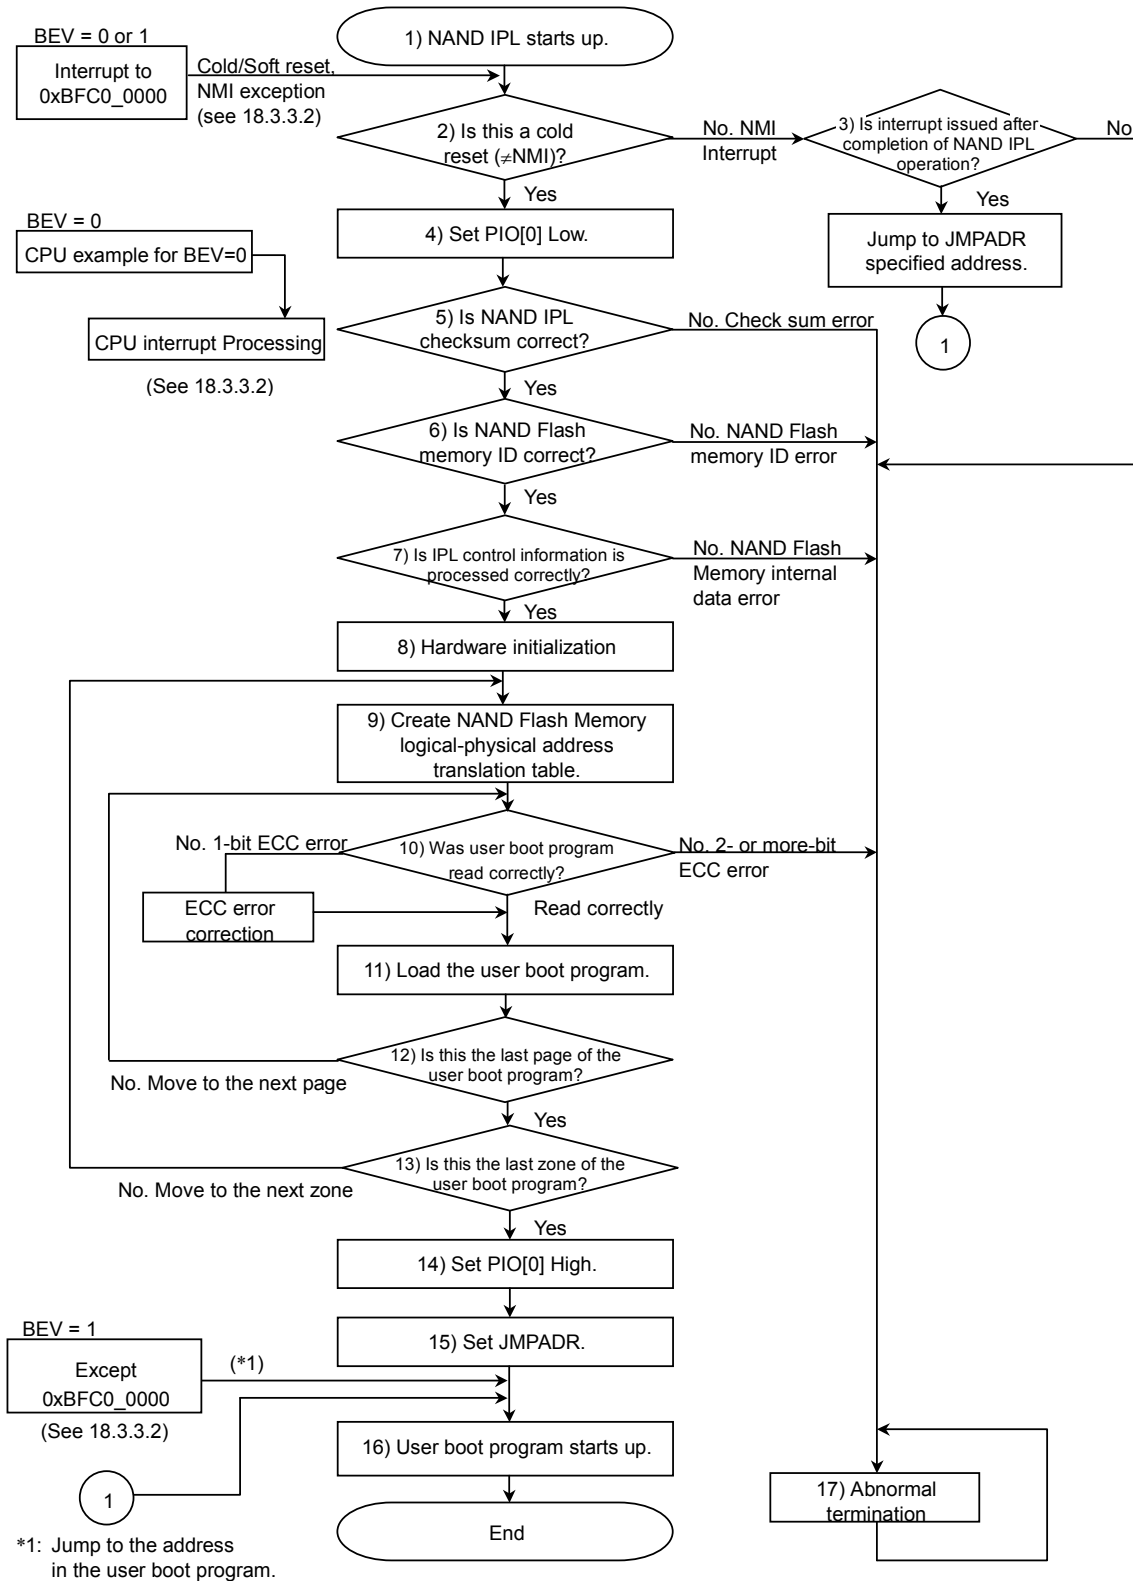 BEV = 0 or 1
Interrupt to
0xBFC0_0000
Cold/Soft reset,
NMI exception
(see 18.3.3.2)
1) NAND IPL starts up.
2) Is this a cold
reset (≠NMI)?
No. NMI
Interrupt
3) Is interrupt issued after
completion of NAND IPL
operation?
No
Yes
Yes
BEV = 0
CPU example for BEV=0
4) Set PIO[0] Low.
Jump to JMPADR
specified address.
CPU interrupt Processing
(See 18.3.3.2)
5) Is NAND IPL
checksum correct?
No. Check sum error
1
Yes
6) Is NAND Flash
memory ID correct?
No. NAND Flash
memory ID error
Yes
7) Is IPL control information is
processed correctly?
No. NAND Flash
Memory internal
data error
Yes
8) Hardware initialization
9) Create NAND Flash Memory
logical-physical address
translation table.
No. 1-bit ECC error
10) Was user boot program
read correctly?
No. 2- or more-bit
ECC error
ECC error
correction
Read correctly
11) Load the user boot program.
12) Is this the last page of the
user boot program?
No. Move to the next page
Yes
13) Is this the last zone of the
user boot program?
No. Move to the next zone
Yes
14) Set PIO[0] High.
BEV = 1
Except
0xBFC0_0000
(See 18.3.3.2)
(*1)
15) Set JMPADR.
16) User boot program starts up.
17) Abnormal
termination
1
End
*1: Jump to the address
in the user boot program.